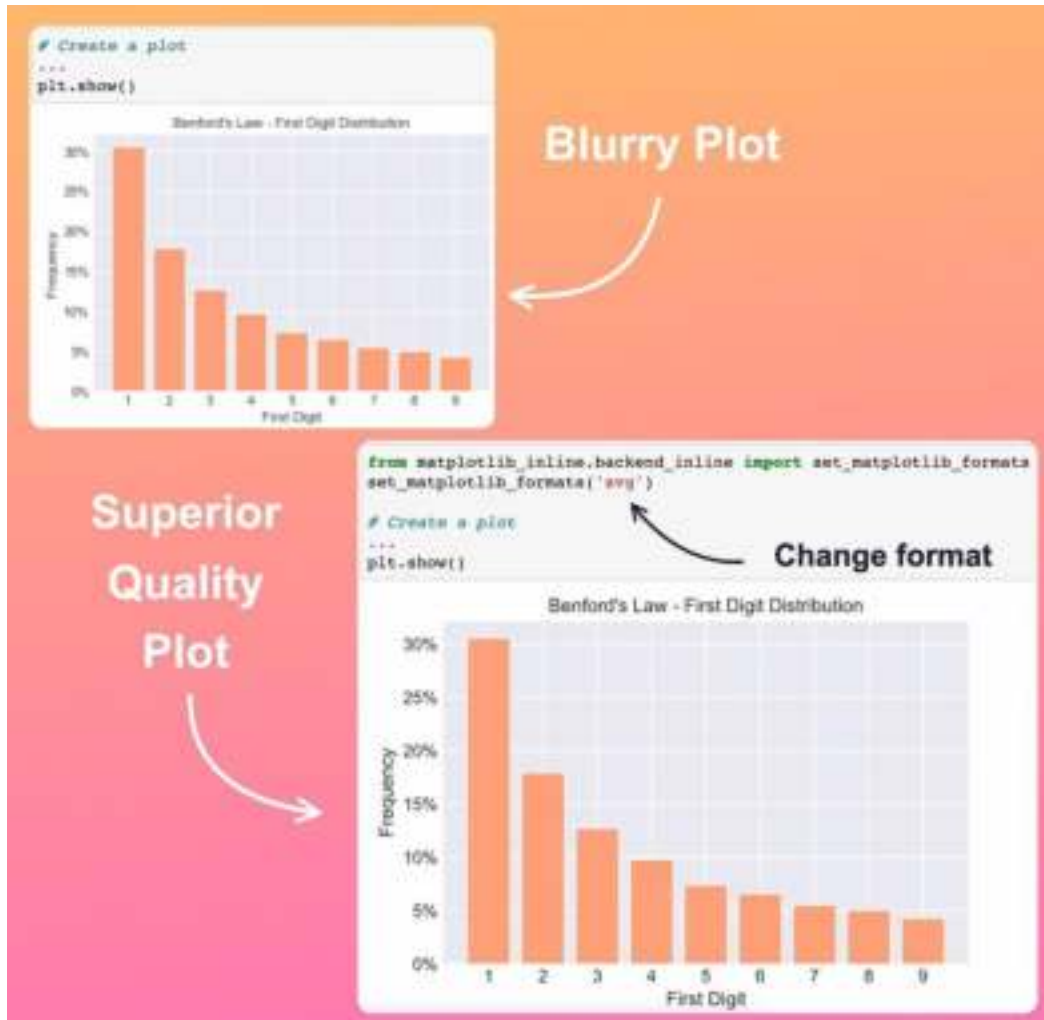 # Create a plot
...
plt.show()
Benford's Law - First Digit Distribution
30%
25%
20%
15%
10%
5%
0%
Frequency
1 2 3 4 5 6 7 8 9
First Digit
Blurry Plot
Superior
Quality
Plot
from matplotlib_inline.backend_inline import set_matplotlib_formats
set_matplotlib_formats('svg')
# Create a plot
...
plt.show()
Change format
Benford's Law - First Digit Distribution
30%
25%
20%
15%
10%
5%
0%
Frequency
1 2 3 4 5 6 7 8 9
First Digit